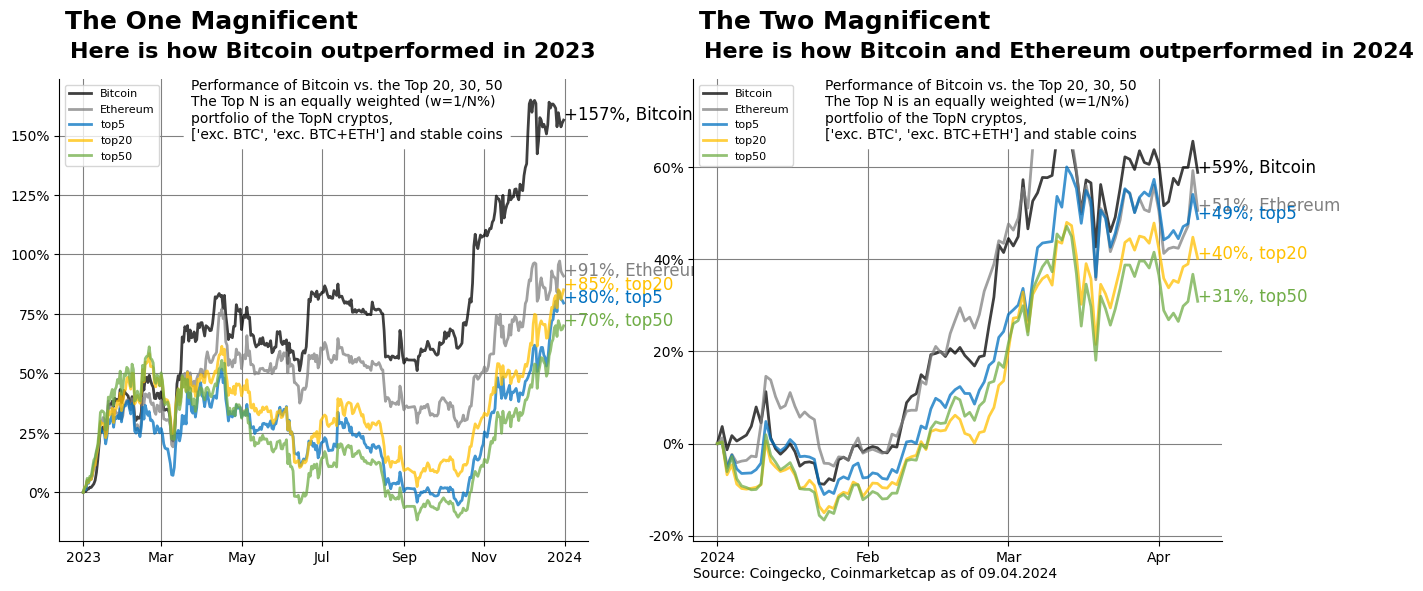 The One Magnificent
Here is how Bitcoin outperformed in 2023
Bitcoin
Ethereum
top5
top20
top50
Performance of Bitcoin vs. the Top 20, 30, 50
The Top N is an equally weighted (w=1/N%)
portfolio of the TopN cryptos,
['exc. BTC', 'exc. BTC+ETH'] and stable coins
150%
125%
100%
75%
50%
25%
0%
+157%, Bitcoin
+91%, Ethereum
+85%, top20
+80%, top5
+70%, top50
2023
Mar
May
Jul
Sep
Nov
2024
The Two Magnificent
Here is how Bitcoin and Ethereum outperformed in 2024
Bitcoin
Ethereum
top5
top20
top50
Performance of Bitcoin vs. the Top 20, 30, 50
The Top N is an equally weighted (w=1/N%)
portfolio of the TopN cryptos,
['exc. BTC', 'exc. BTC+ETH'] and stable coins
60%
40%
20%
0%
-20%
+59%, Bitcoin
+51%, Ethereum
+49%, top5
+40%, top20
+31%, top50
2024
Feb
Mar
Apr
Source: Coingecko, Coinmarketcap as of 09.04.2024